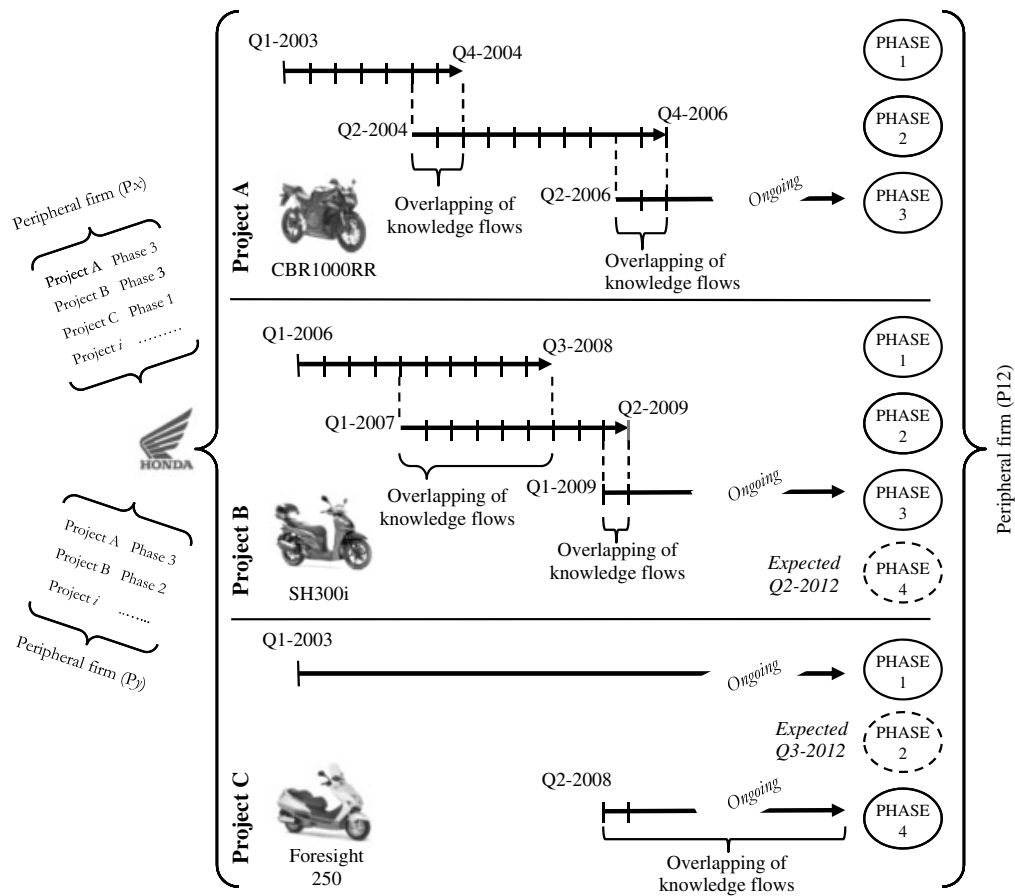 Peripheral firm (Px)
Project A Phase 3
Project B Phase 3
Project C Phase 1
Project i ………
HONDA
Project A Phase 3
Project B Phase 2
Project i ……..
Peripheral firm (Py)
Project A
Q1-2003
Q4-2004
PHASE
1
Q2-2004
Q4-2006
PHASE
2
Overlapping of
knowledge flows
Q2-2006
Ongoing
PHASE
3
Overlapping of
knowledge flows
CBR1000RR
Project B
Q1-2006
Q3-2008
PHASE
1
Q1-2007
Q2-2009
PHASE
2
Overlapping of
knowledge flows
Q1-2009
Ongoing
PHASE
3
Overlapping of
knowledge flows
SH300i
Expected
Q2-2012
PHASE
4
Project C
Q1-2003
Ongoing
PHASE
1
Expected
Q3-2012
PHASE
2
Q2-2008
Ongoing
PHASE
4
Overlapping of
knowledge flows
Foresight
250
Peripheral firm (P12)